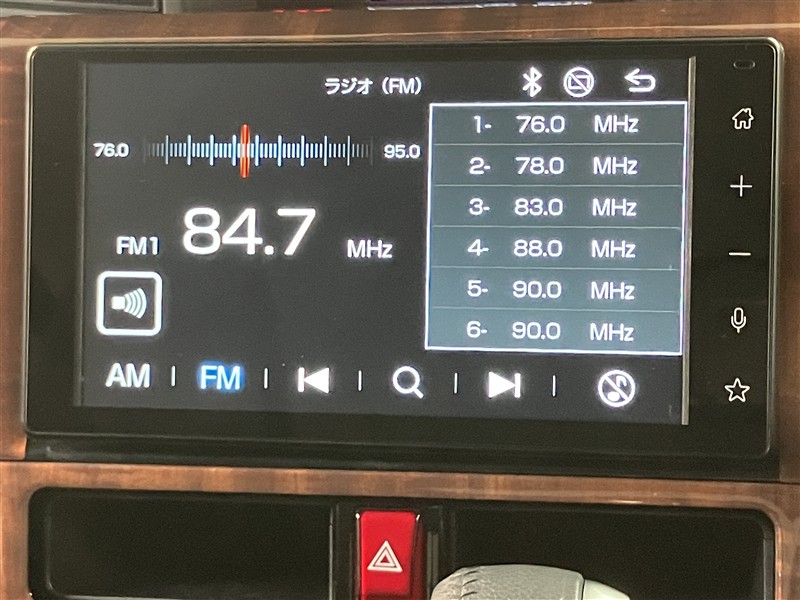 ラジオ（FM）
76.0 95.0
FM1 84.7 MHz
1- 76.0 MHz
2- 78.0 MHz
3- 83.0 MHz
4- 88.0 MHz
5- 90.0 MHz
6- 90.0 MHz
AM | FM | | | |